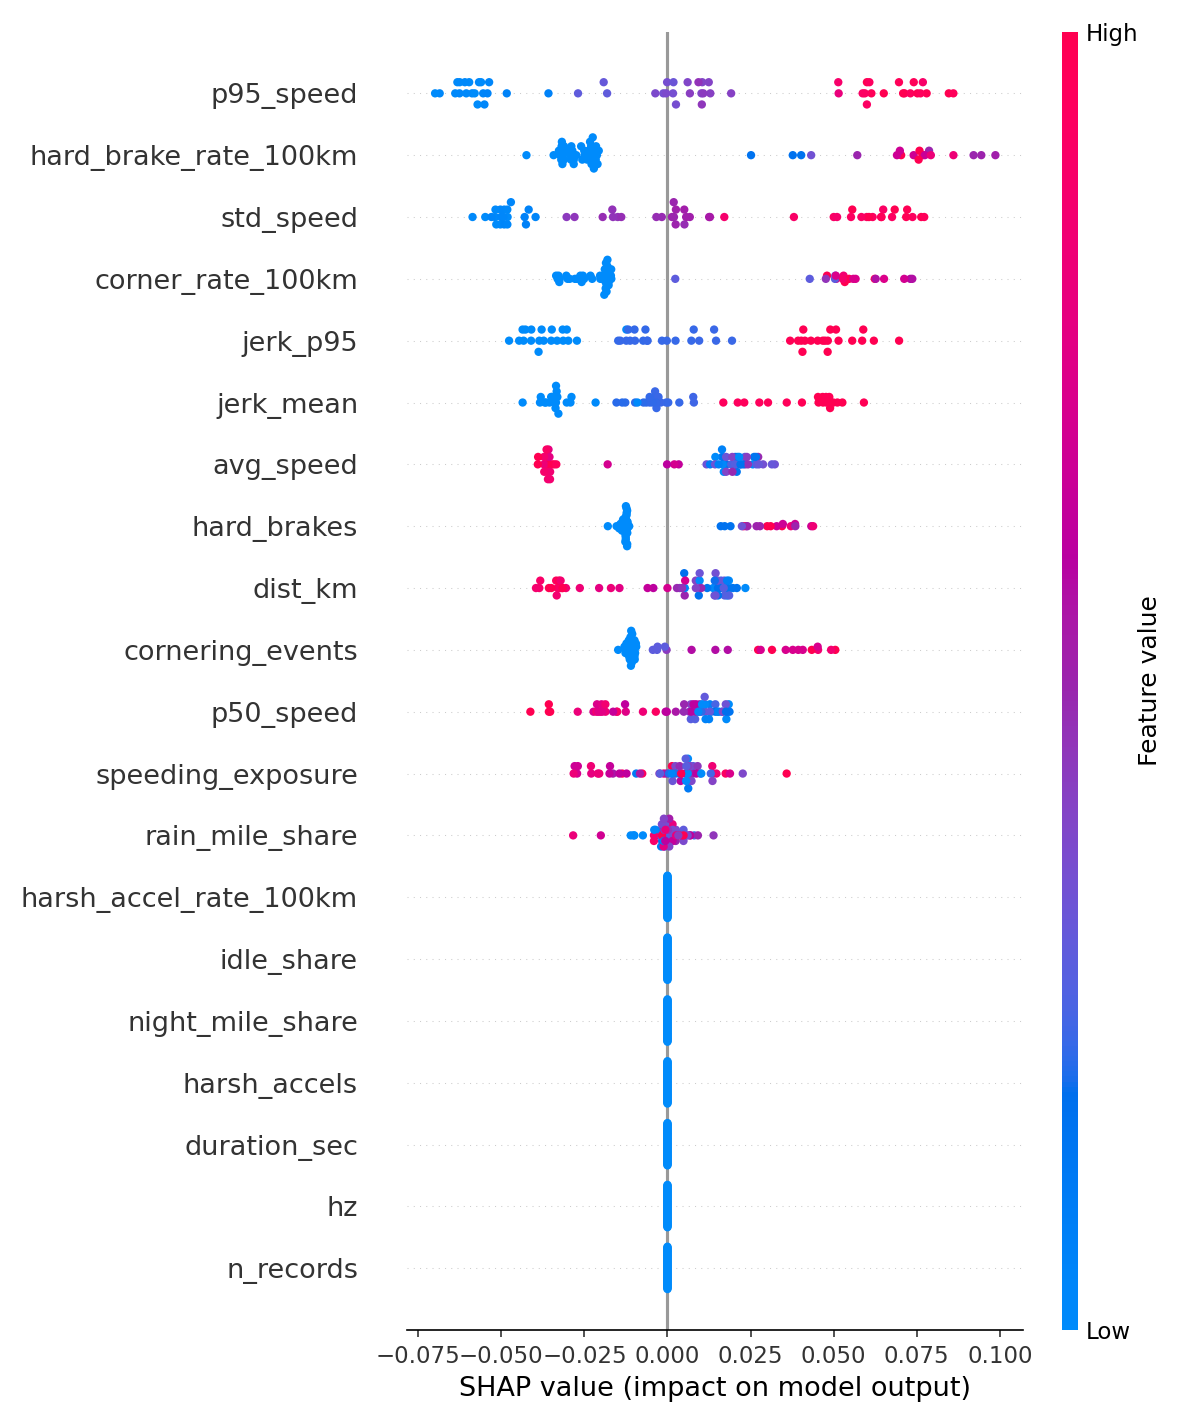 High
p95_speed
hard_brake_rate_100km
std_speed
corner_rate_100km
jerk_p95
jerk_mean
avg_speed
hard_brakes
dist_km
cornering_events
p50_speed
speeding_exposure
rain_mile_share
harsh_accel_rate_100km
idle_share
night_mile_share
harsh_accels
duration_sec
hz
n_records
Feature value
Low
−0.075 −0.050 −0.025 0.000 0.025 0.050 0.075 0.100
SHAP value (impact on model output)